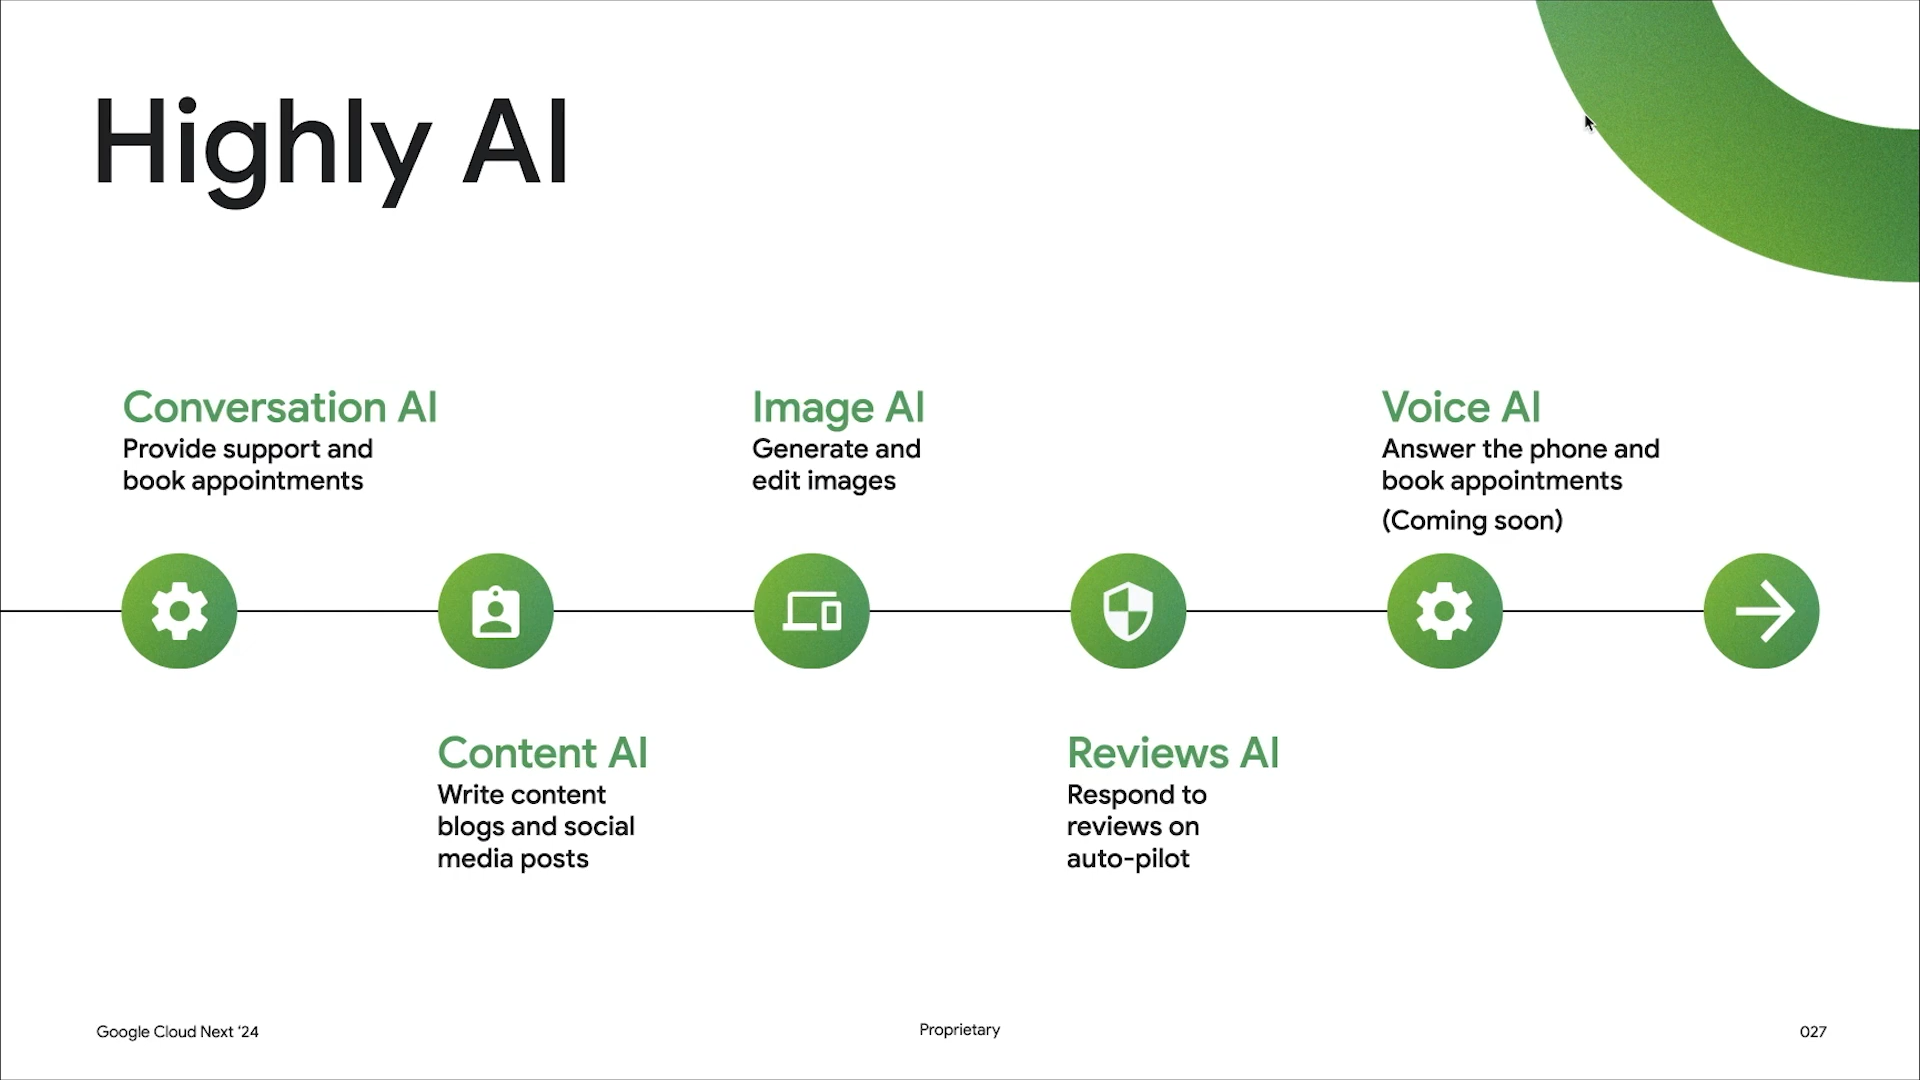 Highly AI
Conversation AI
Provide support and
book appointments
Image AI
Generate and
edit images
Voice AI
Answer the phone and
book appointments
(Coming soon)
Content AI
Write content
blogs and social
media posts
Reviews AI
Respond to
reviews on
auto-pilot
Google Cloud Next ‘24
Proprietary
027